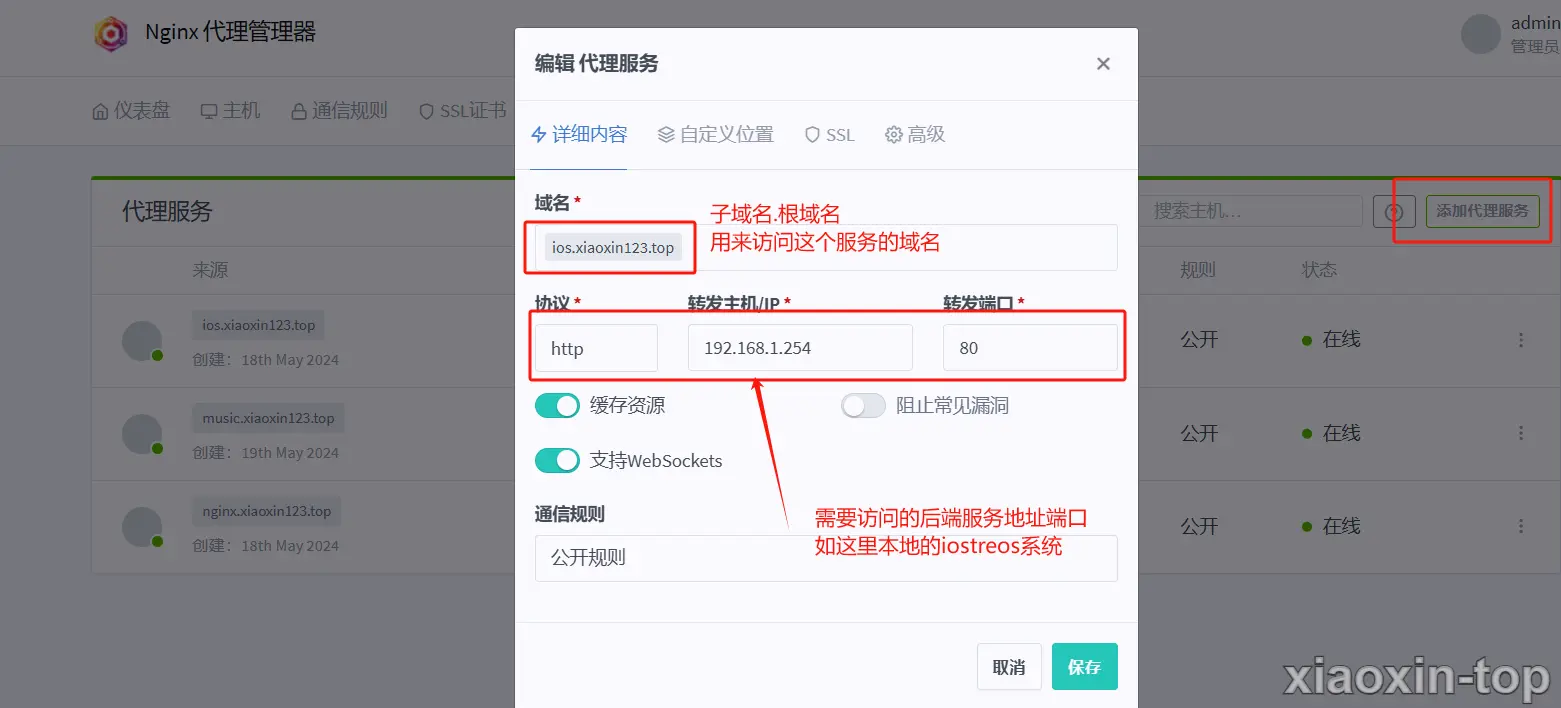 Nginx 代理管理器
admin
管理员
仪表盘
主机
通信规则
SSL证书
编辑 代理服务
×
详细内容
自定义位置
SSL
高级
代理服务
搜索主机...
添加代理服务
来源
规则
状态
域名 *
子域名.根域名
用来访问这个服务的域名
ios.xiaoxin123.top
协议 *
转发主机/IP *
转发端口 *
http
192.168.1.254
80
缓存资源
阻止常见漏洞
支持WebSockets
需要访问的后端服务地址端口
如这里本地的iostreos系统
通信规则
公开规则
取消
保存
ios.xiaoxin123.top
创建：18th May 2024
公开
在线
music.xiaoxin123.top
创建：19th May 2024
公开
在线
nginx.xiaoxin123.top
创建：18th May 2024
公开
在线
xiaoxin-top